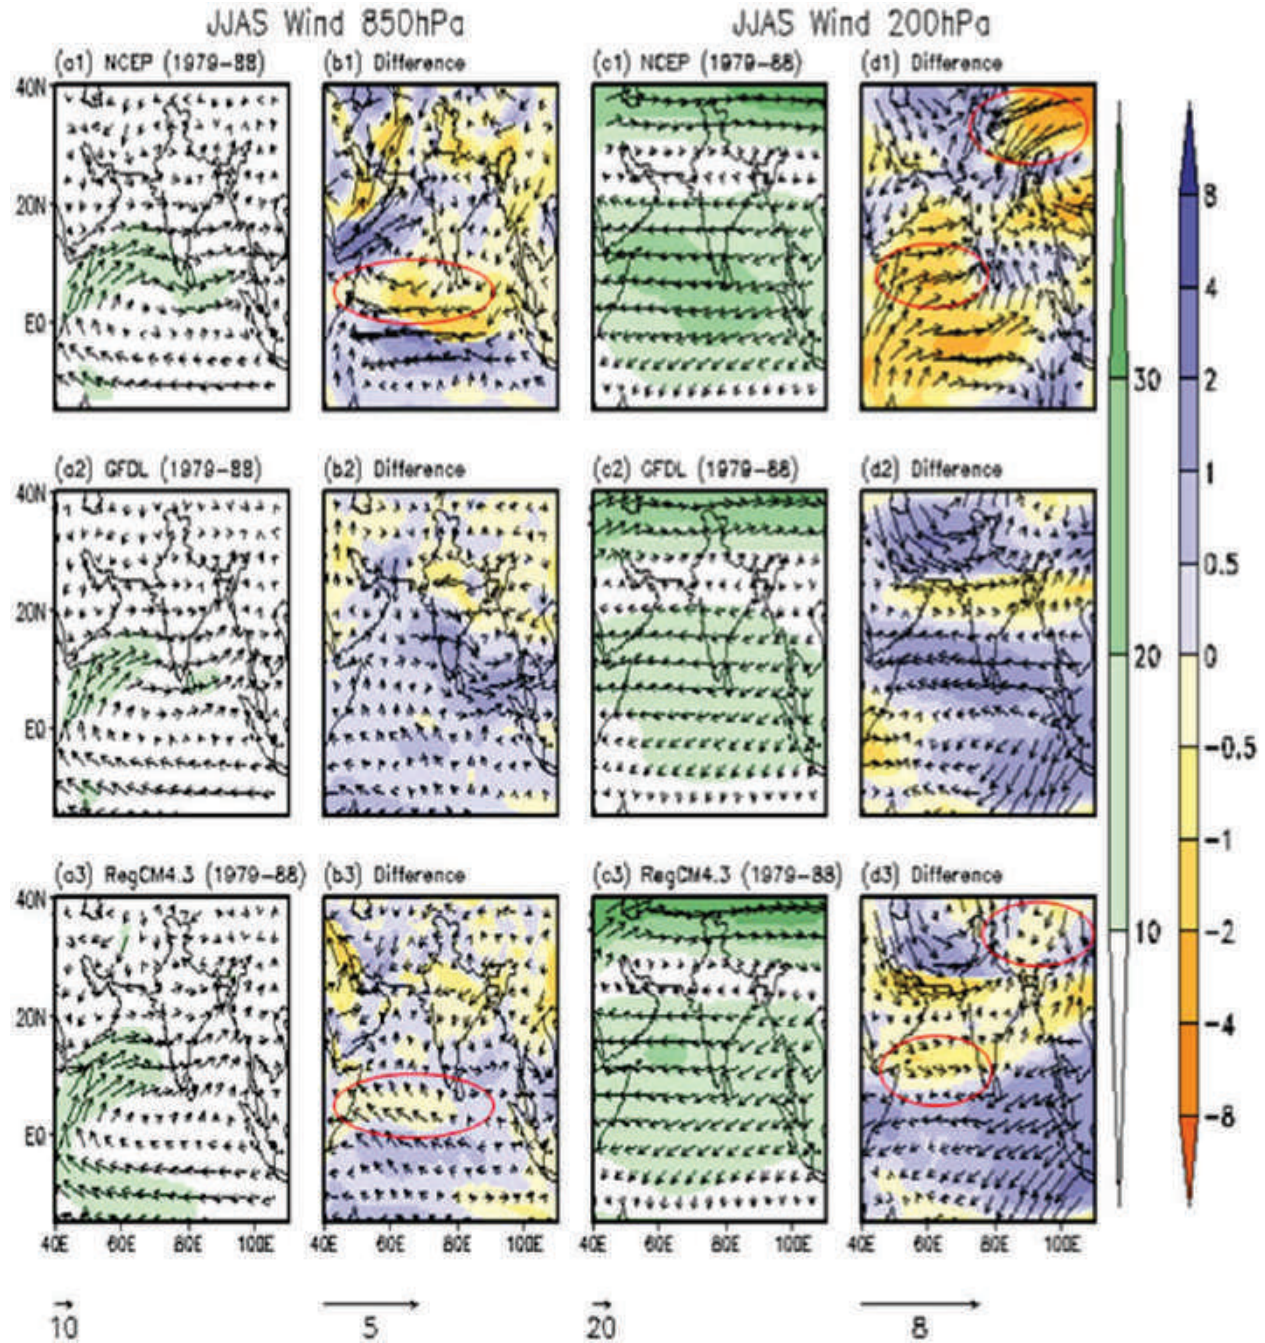 JJAS Wind 850hPa JJAS Wind 200hPa
(a1) NCEP (1979-88) (b1) Difference (c1) NCEP (1979-88) (d1) Difference
40N
20N
EQ
8
4
2
1
0.5
0
-0.5
-1
-2
-4
-8
30
20
10
(a2) GFDL (1979-88) (b2) Difference (c2) GFDL (1979-88) (d2) Difference
40N
20N
EQ
(a3) RegCM4.3 (1979-88) (b3) Difference (c3) RegCM4.3 (1979-88) (d3) Difference
40N
20N
EQ
40E 60E 80E 100E 40E 60E 80E 100E 40E 60E 80E 100E 40E 60E 80E 100E
10 5 20 8